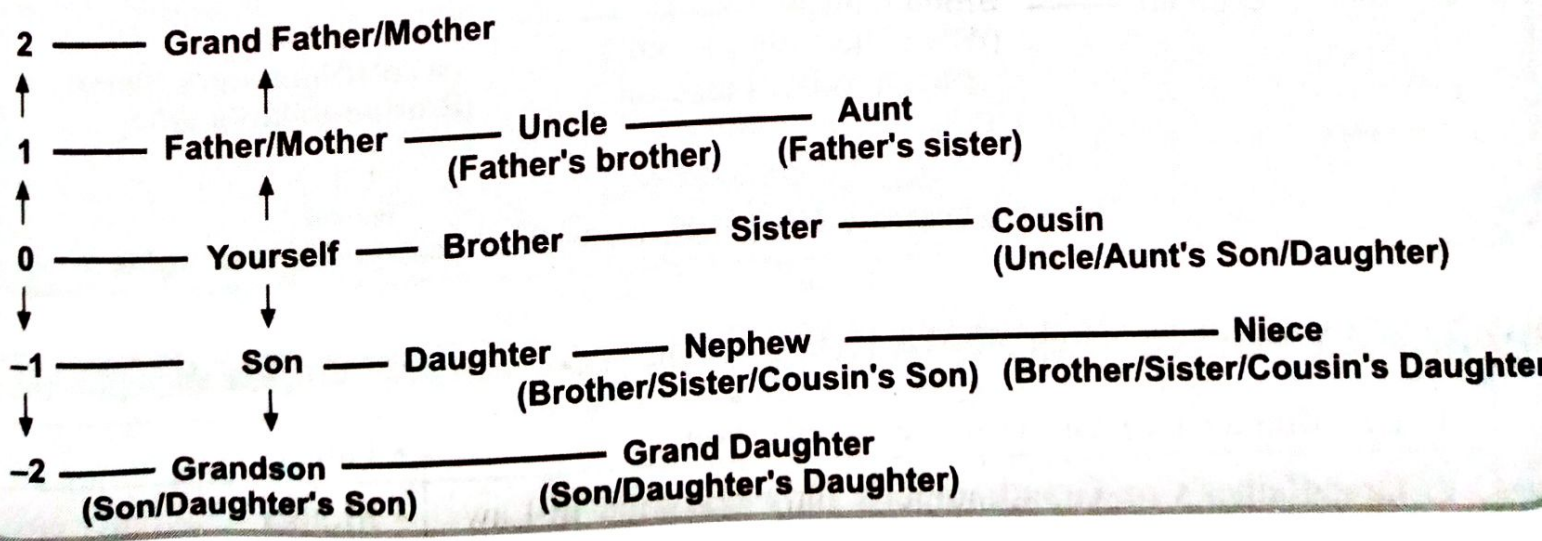 2 Grand Father/Mother
1 Father/Mother Uncle Aunt
(Father's brother) (Father's sister)
0 Yourself Brother Sister Cousin
(Uncle/Aunt's Son/Daughter)
–1 Son Daughter Nephew Niece
(Brother/Sister/Cousin's Son) (Brother/Sister/Cousin's Daughter
–2 Grandson Grand Daughter
(Son/Daughter's Son) (Son/Daughter's Daughter)